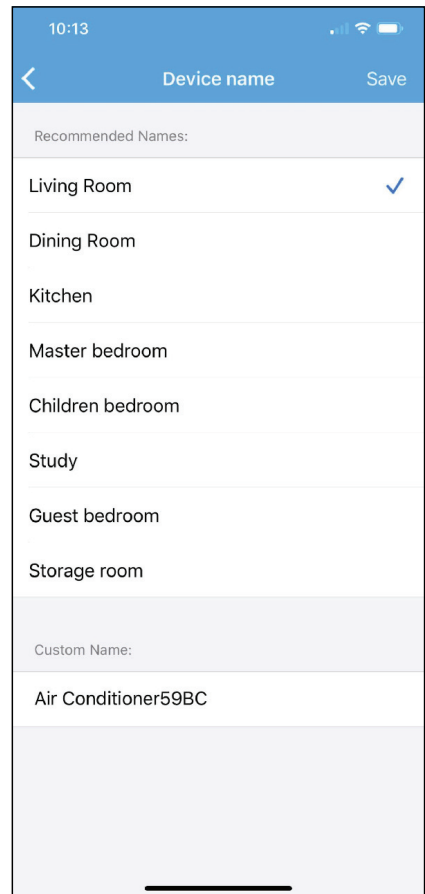 10:13
Device name Save
Recommended Names:
Living Room
Dining Room
Kitchen
Master bedroom
Children bedroom
Study
Guest bedroom
Storage room
Custom Name:
Air Conditioner59BC